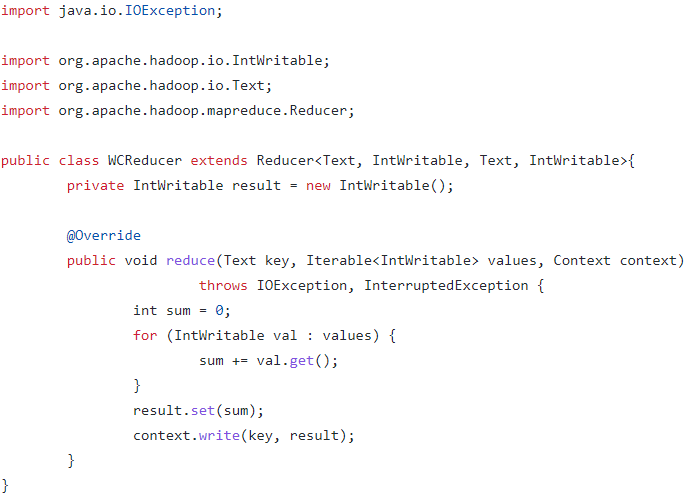 import java.io.IOException;
import org.apache.hadoop.io.IntWritable;
import org.apache.hadoop.io.Text;
import org.apache.hadoop.mapreduce.Reducer;
public class WCReducer extends Reducer<Text, IntWritable, Text, IntWritable>{
private IntWritable result = new IntWritable();
@Override
public void reduce(Text key, Iterable<IntWritable> values, Context context)
throws IOException, InterruptedException {
int sum = 0;
for (IntWritable val : values) {
sum += val.get();
}
result.set(sum);
context.write(key, result);
}
}